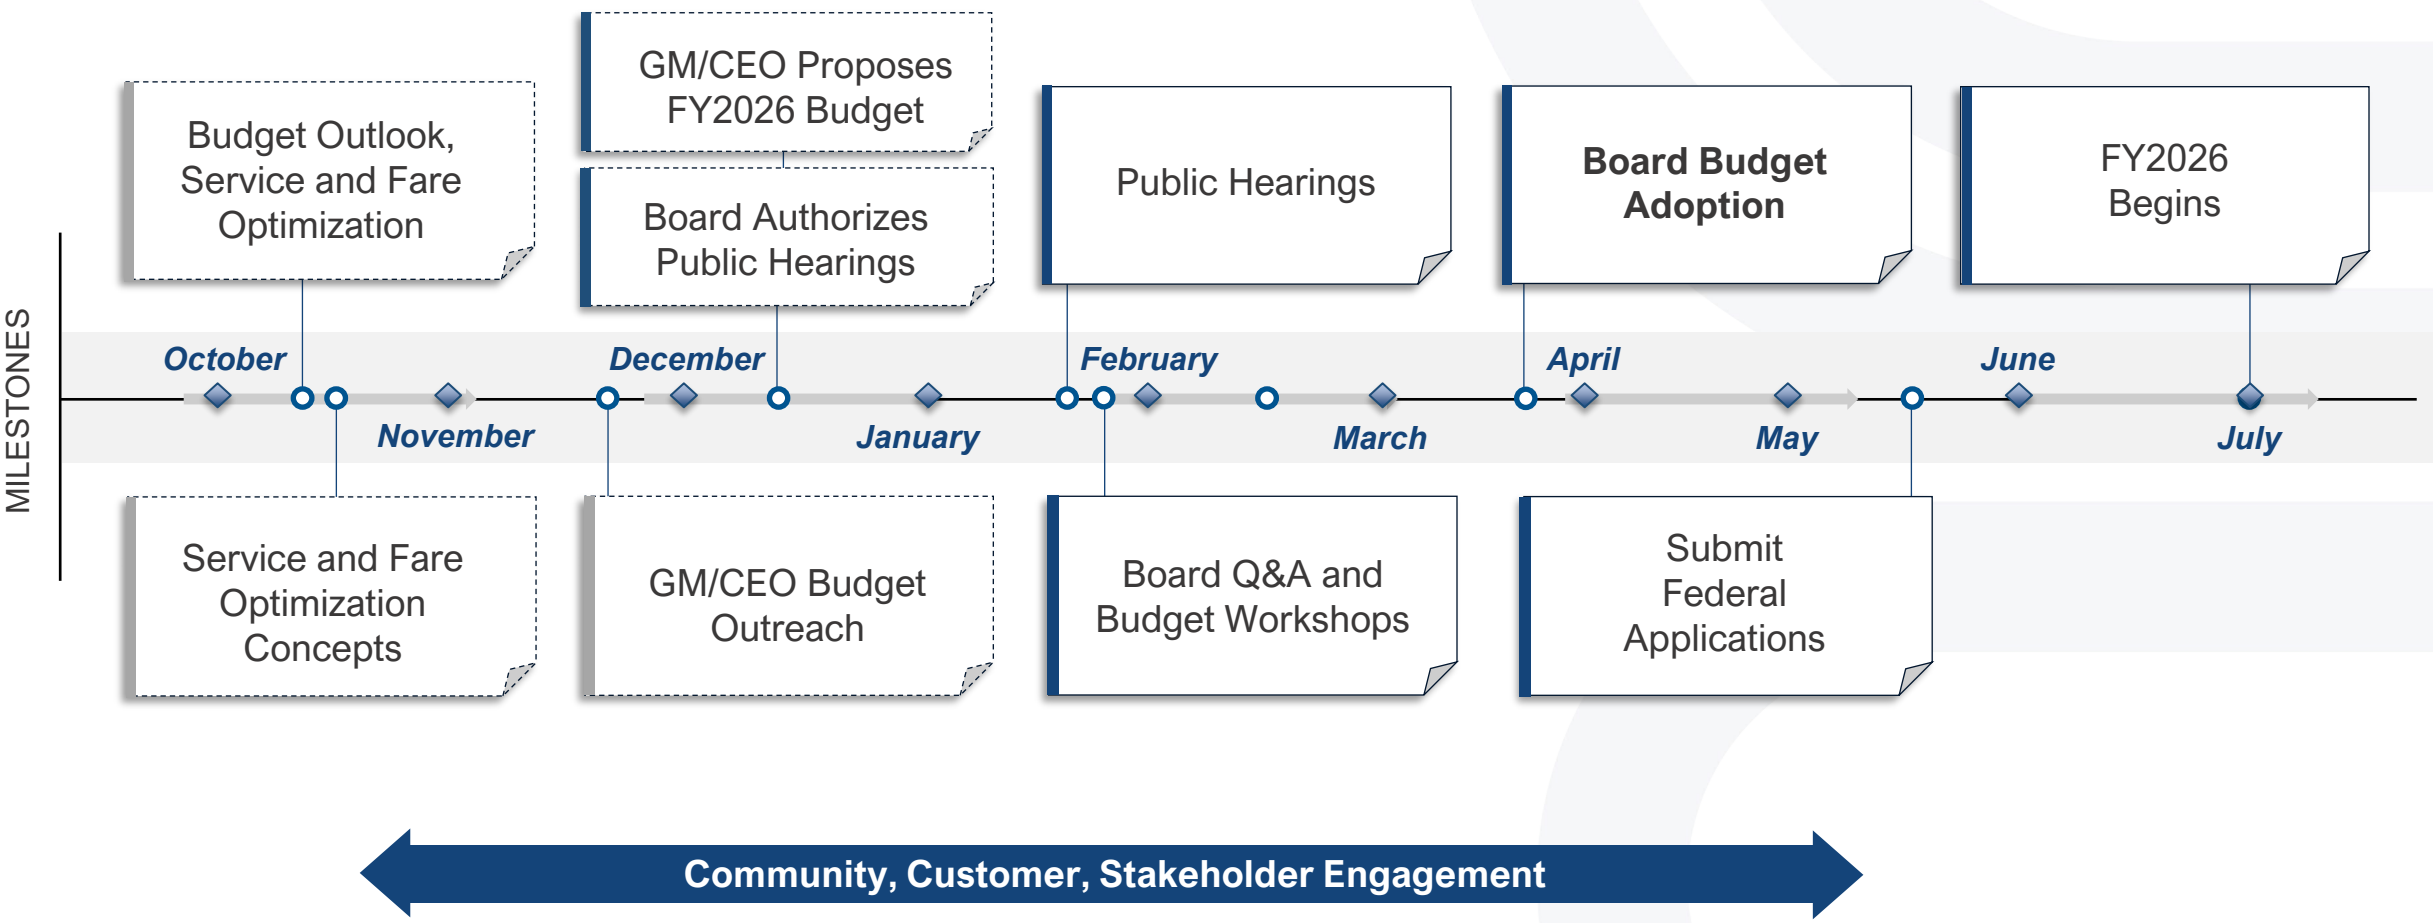 GM/CEO Proposes
FY2026 Budget
Budget Outlook,
Service and Fare
Optimization
Board Authorizes
Public Hearings
Public Hearings
Board Budget
Adoption
FY2026
Begins
MILESTONES
October
December
February
April
June
November
January
March
May
July
Service and Fare
Optimization
Concepts
GM/CEO Budget
Outreach
Board Q&A and
Budget Workshops
Submit
Federal
Applications
Community, Customer, Stakeholder Engagement